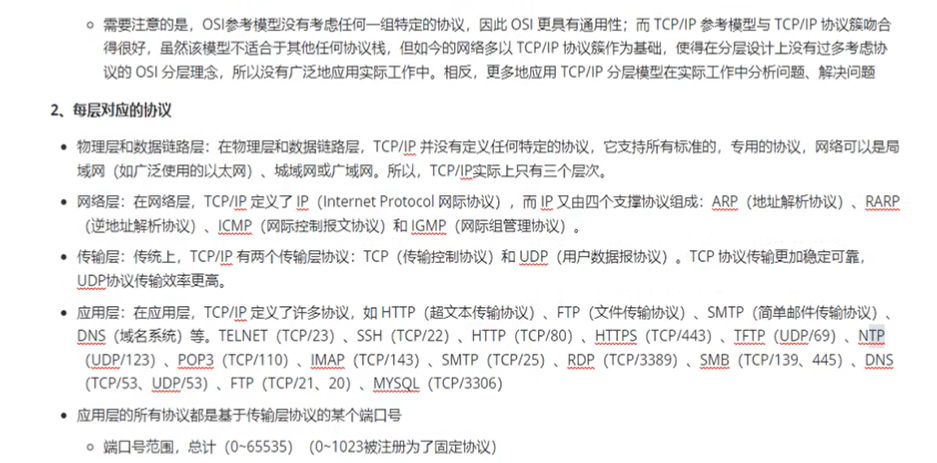 需要注意的是，OSI参考模型没有考虑任何一组特定的协议，因此 OSI 更具有通用性；而 TCP/IP 参考模型与 TCP/IP 协议簇吻合
得很好，虽然该模型不适合于其他任何协议栈，但如今的网络多以 TCP/IP 协议簇作为基础，使得在分层设计上没有过多考虑协
议的 OSI 分层理念，所以没有广泛地应用实际工作中。相反，更多地应用 TCP/IP 分层模型在实际工作中分析问题、解决问题
2、每层对应的协议
物理层和数据链路层：在物理层和数据链路层，TCP/IP 并没有定义任何特定的协议，它支持所有标准的，专用的协议，网络可以是局
域网（如广泛使用的以太网）、城域网或广域网。所以，TCP/IP实际上只有三个层次。
网络层：在网络层，TCP/IP 定义了 IP（Internet Protocol 网际协议），而 IP 又由四个支撑协议组成：ARP（地址解析协议）、RARP
（逆地址解析协议）、ICMP（网际控制报文协议）和 IGMP（网际组管理协议）。
传输层：传统上，TCP/IP 有两个传输层协议：TCP（传输控制协议）和 UDP（用户数据报协议）。TCP 协议传输更加稳定可靠，
UDP协议传输效率更高。
应用层：在应用层，TCP/IP 定义了许多协议，如 HTTP（超文本传输协议）、FTP（文件传输协议）、SMTP（简单邮件传输协议）、
DNS（域名系统）等。TELNET（TCP/23）、SSH（TCP/22）、HTTP（TCP/80）、HTTPS（TCP/443）、TFTP（UDP/69）、NTP
（UDP/123）、POP3（TCP/110）、IMAP（TCP/143）、SMTP（TCP/25）、RDP（TCP/3389）、SMB（TCP/139、445）、DNS
（TCP/53、UDP/53）、FTP（TCP/21、20）、MYSQL（TCP/3306）
应用层的所有协议都是基于传输层协议的某个端口号
端口号范围，总计（0~65535）（0~1023被注册为了固定协议）